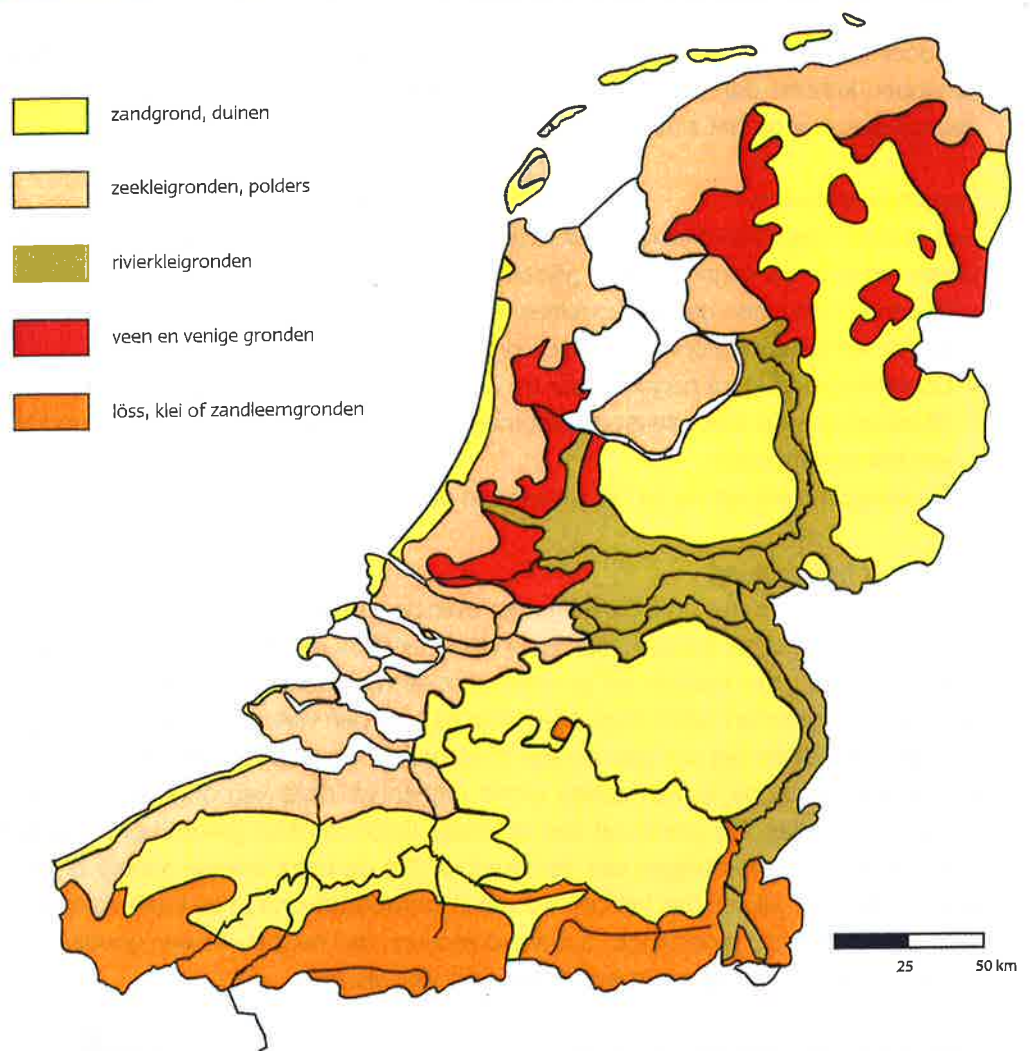 zandgrond, duinen
zeekleigronden, polders
rivierkleigronden
veen en venige gronden
löss, klei of zandleemgronden
25 50 km